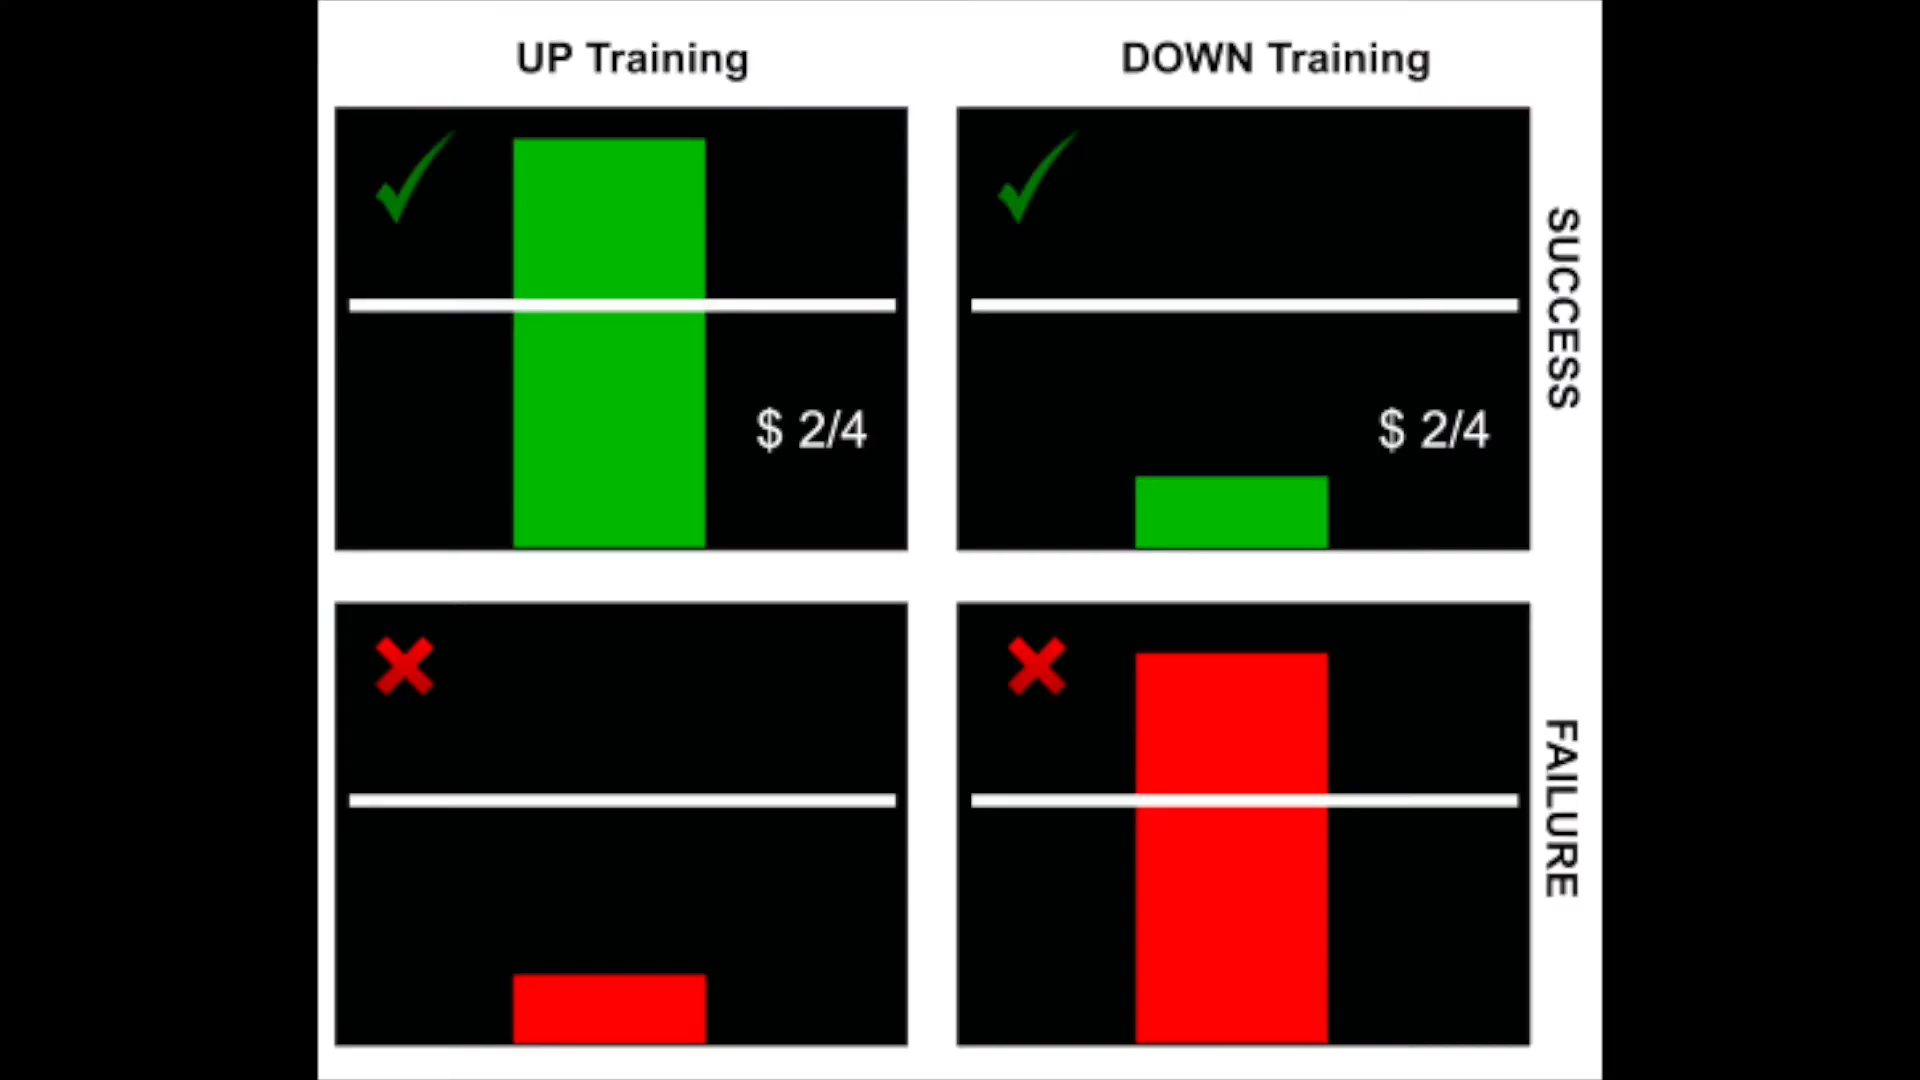 UP Training
DOWN Training
$ 2/4
$ 2/4
SUCCESS
FAILURE